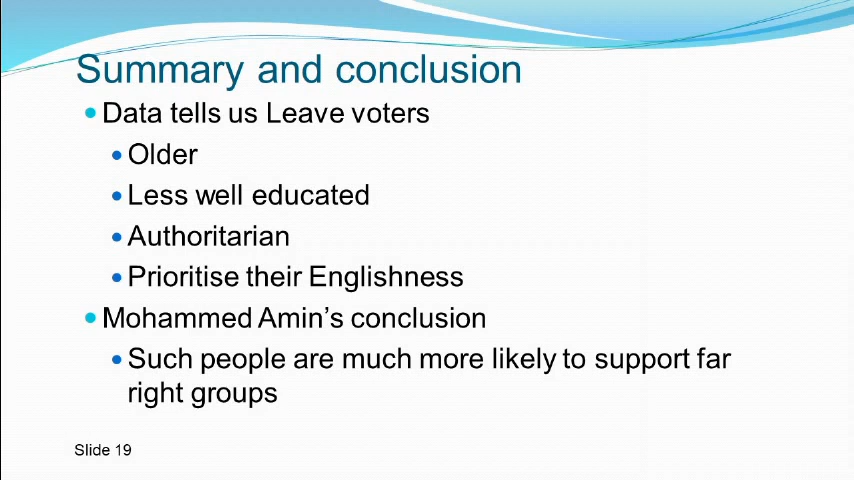 Summary and conclusion
Data tells us Leave voters
Older
Less well educated
Authoritarian
Prioritise their Englishness
Mohammed Amin’s conclusion
Such people are much more likely to support far
right groups
Slide 19